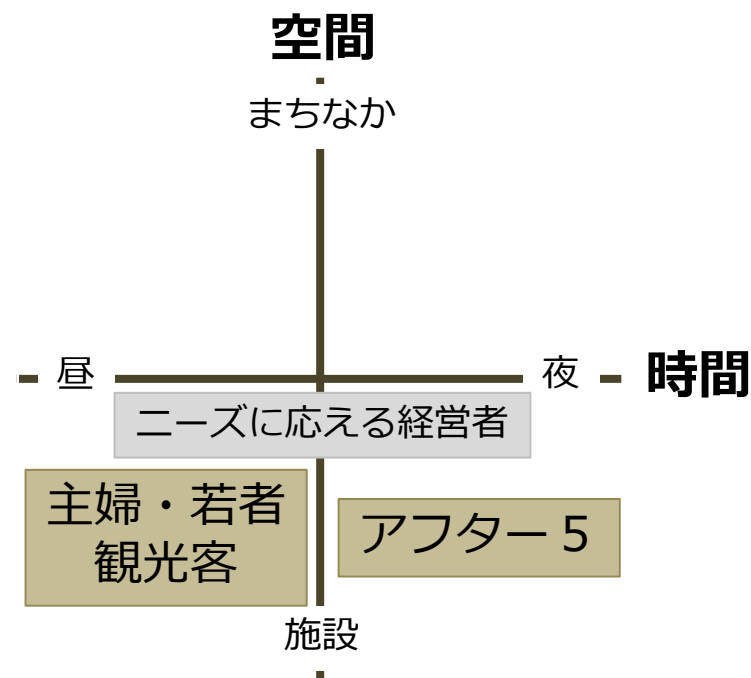 空間
まちなか
昼
夜
時間
ニーズに応える経営者
主婦・若者
観光客
アフター５
施設